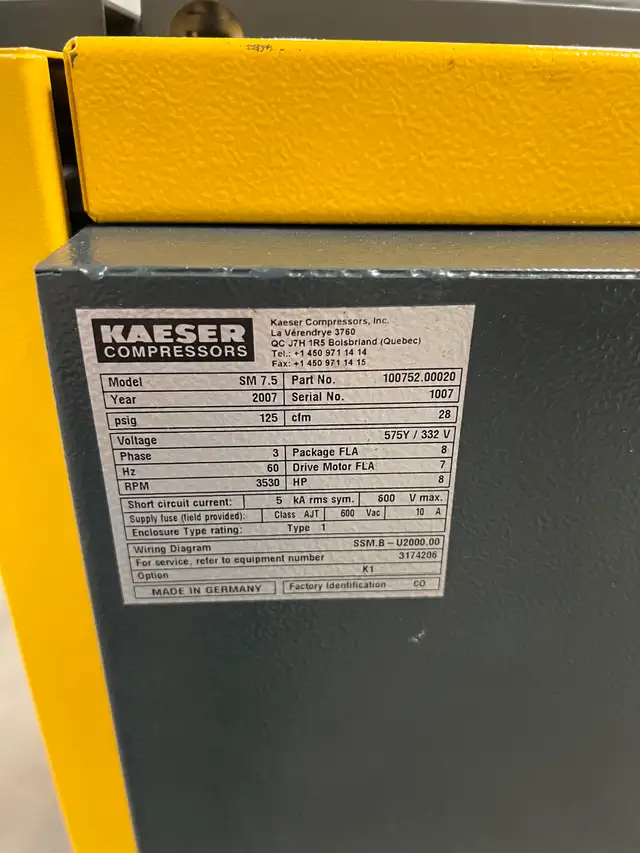 KAESER
COMPRESSORS
Kaeser Compressors, Inc.
La Vérendrye 3760
QC J7H 1R5 Boisbriand (Quebec)
Tel.: +1 450 971 14 14
Fax: +1 450 971 14 15
Model SM 7.5 Part No. 100752.00020
Year 2007 Serial No. 1007
psig 125 cfm 28
Voltage 575Y / 332 V
Phase 3 Package FLA 8
Hz 60 Drive Motor FLA 7
RPM 3530 HP 8
Short circuit current: 5 kA rms sym. 600 V max.
Supply fuse (field provided): Class AJT 600 Vac 10 A
Enclosure Type rating: Type 1
Wiring Diagram SSM.B-U2000.00
For service, refer to equipment number 3174206
Option K1
MADE IN GERMANY Factory Identification CO